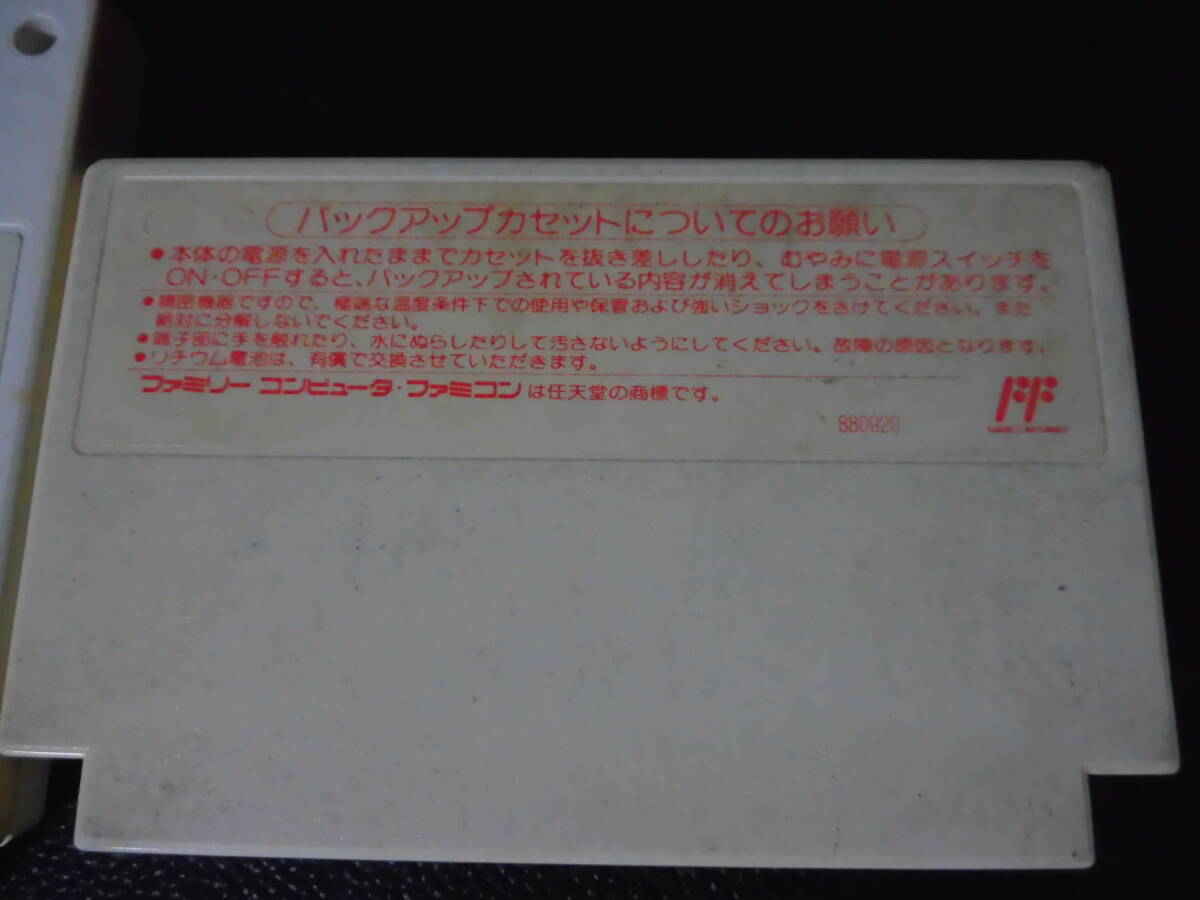 バックアップカセットについてのお願い
●本体の電源を入れたままでカセットを抜き差ししたり、むやみに電源スイッチを
ON・OFFすると、バックアップされている内容が消えてしまうことがあります。
●精密機器ですので、極端な温度条件下での使用や保管および強いショックをさけてください。また
絶対に分解しないでください。
●端子部に手を触れたり、水にぬらしたりして汚さないようにしてください。故障の原因となります。
●リチウム電池は、有償で交換させていただきます。
ファミリーコンピュータ・ファミコンは任天堂の商標です。
880920